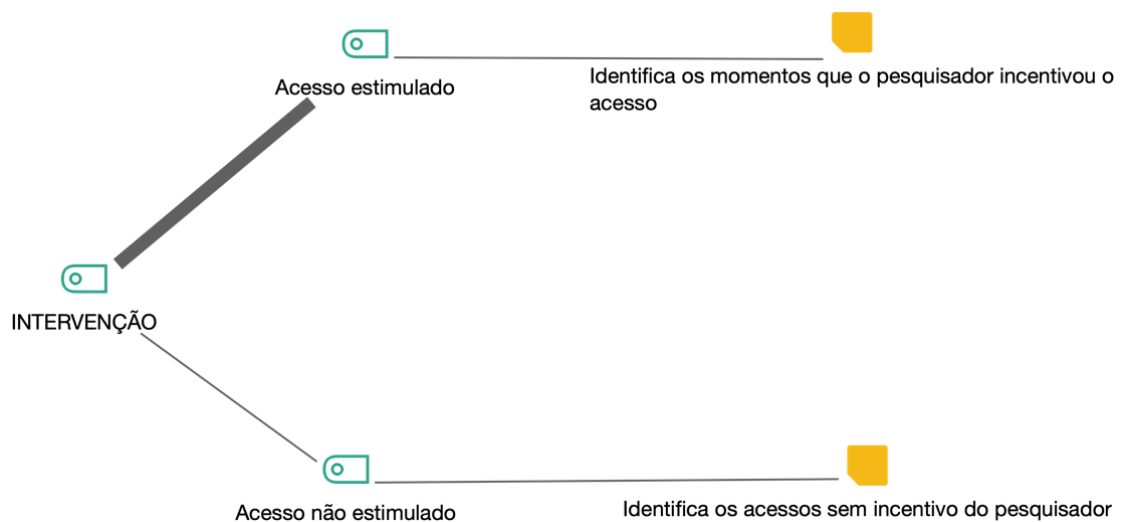 Acesso estimulado
Identifica os momentos que o pesquisador incentivou o
acesso
INTERVENÇÃO
Acesso não estimulado
Identifica os acessos sem incentivo do pesquisador